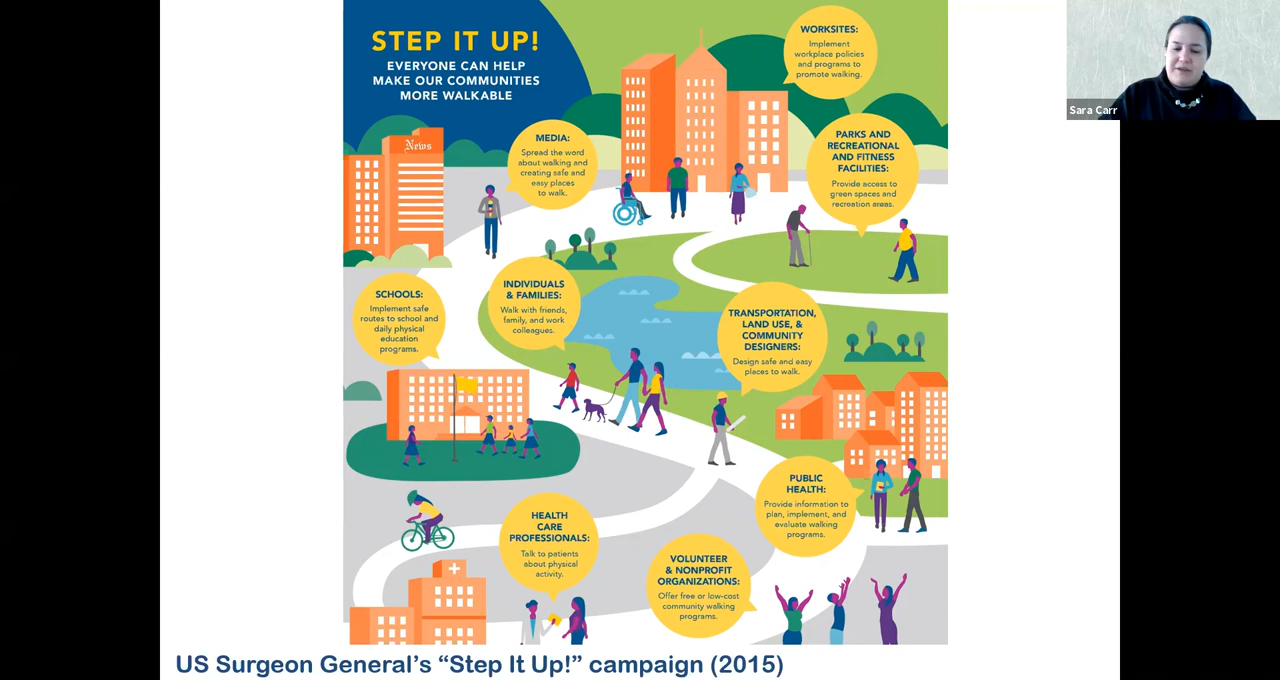 STEP IT UP!
EVERYONE CAN HELP
MAKE OUR COMMUNITIES
MORE WALKABLE
WORKSITES:
Implement
workplace policies
and programs to
promote walking.
News
MEDIA:
Spread the word
about walking and
creating safe and
easy places
to walk.
PARKS AND
RECREATIONAL
AND FITNESS
FACILITIES:
Provide access to
green spaces and
recreation areas.
SCHOOLS:
Implement safe
routes to school and
daily physical
education
programs.
INDIVIDUALS
& FAMILIES:
Walk with friends,
family, and work
colleagues.
TRANSPORTATION,
LAND USE, &
COMMUNITY
DESIGNERS:
Design safe and easy
places to walk.
PUBLIC
HEALTH:
Provide information to
plan, implement, and
evaluate walking
programs.
HEALTH
CARE
PROFESSIONALS:
Talk to patients
about physical
activity.
VOLUNTEER
& NONPROFIT
ORGANIZATIONS:
Offer free or low-cost
community walking
programs.
US Surgeon General’s “Step It Up!” campaign (2015)
Sara Carr